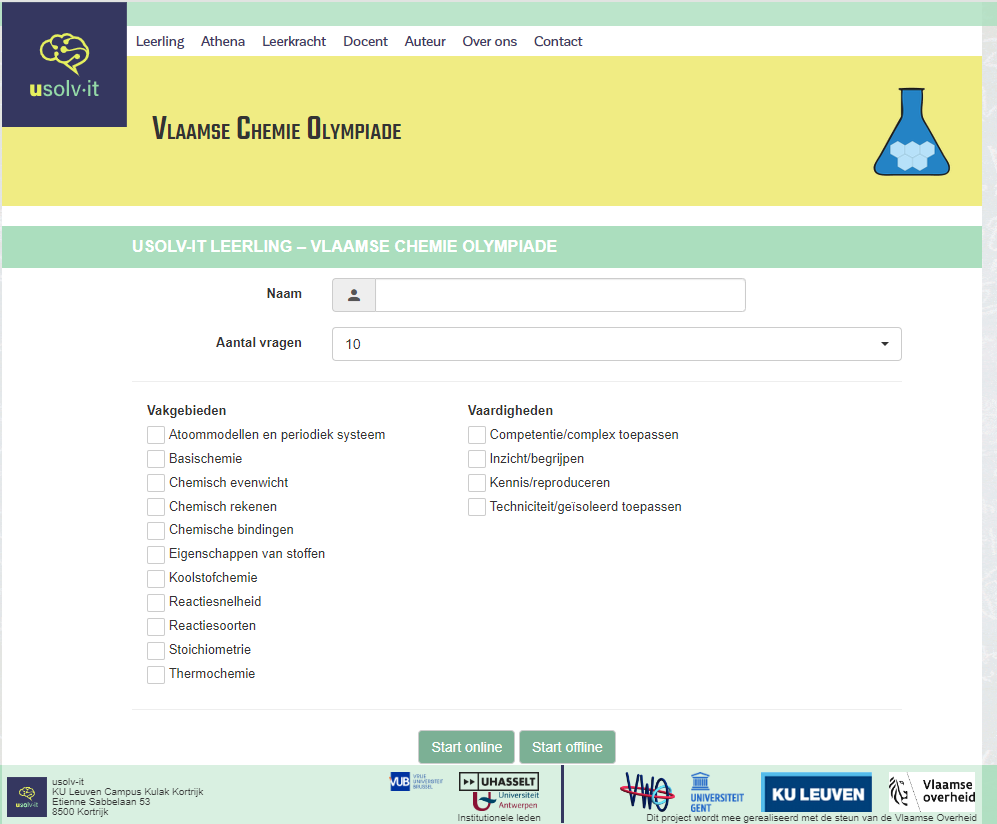 usolv·it
Leerling Athena Leerkracht Docent Auteur Over ons Contact
Vlaamse Chemie Olympiade
USOLV-IT LEERLING – VLAAMSE CHEMIE OLYMPIADE
Naam
Aantal vragen 10
Vakgebieden
Atoommodellen en periodiek systeem
Basischemie
Chemisch evenwicht
Chemisch rekenen
Chemische bindingen
Eigenschappen van stoffen
Koolstofchemie
Reactiesnelheid
Reactiesoorten
Stoichiometrie
Thermochemie
Vaardigheden
Competentie/complex toepassen
Inzicht/begrijpen
Kennis/reproduceren
Techniciteit/geïsoleerd toepassen
Start online Start offline
usolv·it
usolv-it
KU Leuven Campus Kulak Kortrijk
Etienne Sabbelaan 53
8500 Kortrijk
VUB VRIJE
UNIVERSITEIT
BRUSSEL
UHASSELT
Universiteit
Antwerpen
Institutionele leden
VWO
UNIVERSITEIT
GENT
KU LEUVEN
Vlaamse
overheid
Dit project wordt mee gerealiseerd met de steun van de Vlaamse Overheid